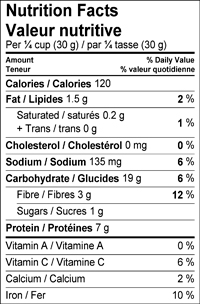 Nutrition Facts
Valeur nutritive
Per ¼ cup (30 g) / par ¼ tasse (30 g)
Amount % Daily Value
Teneur % valeur quotidienne
Calories / Calories 120
Fat / Lipides 1.5 g 2 %
Saturated / saturés 0.2 g
+ Trans / trans 0 g 1 %
Cholesterol / Cholestérol 0 mg 0 %
Sodium / Sodium 135 mg 6 %
Carbohydrate / Glucides 19 g 6 %
Fibre / Fibres 3 g 12 %
Sugars / Sucres 1 g
Protein / Protéines 7 g
Vitamin A / Vitamine A 0 %
Vitamin C / Vitamine C 6 %
Calcium / Calcium 2 %
Iron / Fer 10 %